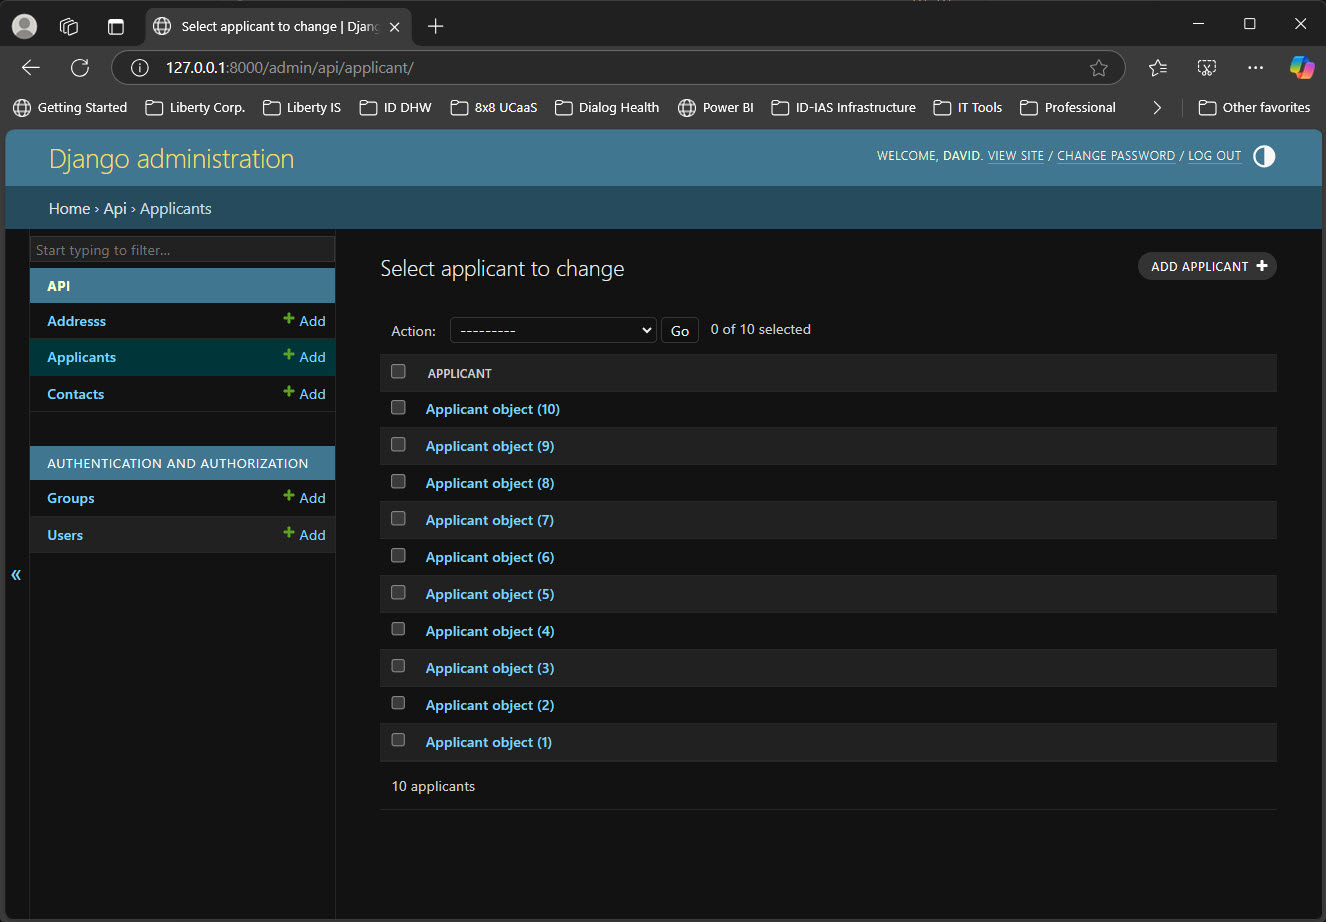 Select applicant to change | Djang
127.0.0.1:8000/admin/api/applicant/
Getting Started Liberty Corp. Liberty IS ID DHW 8x8 UCaaS Dialog Health Power BI ID-IAS Infrastructure IT Tools Professional Other favorites
Django administration
WELCOME, DAVID. VIEW SITE / CHANGE PASSWORD / LOG OUT
Home › Api › Applicants
Start typing to filter...
API
Addresss Add
Applicants Add
Contacts Add
AUTHENTICATION AND AUTHORIZATION
Groups Add
Users Add
«
Select applicant to change
ADD APPLICANT
Action: --------- Go 0 of 10 selected
APPLICANT
Applicant object (10)
Applicant object (9)
Applicant object (8)
Applicant object (7)
Applicant object (6)
Applicant object (5)
Applicant object (4)
Applicant object (3)
Applicant object (2)
Applicant object (1)
10 applicants